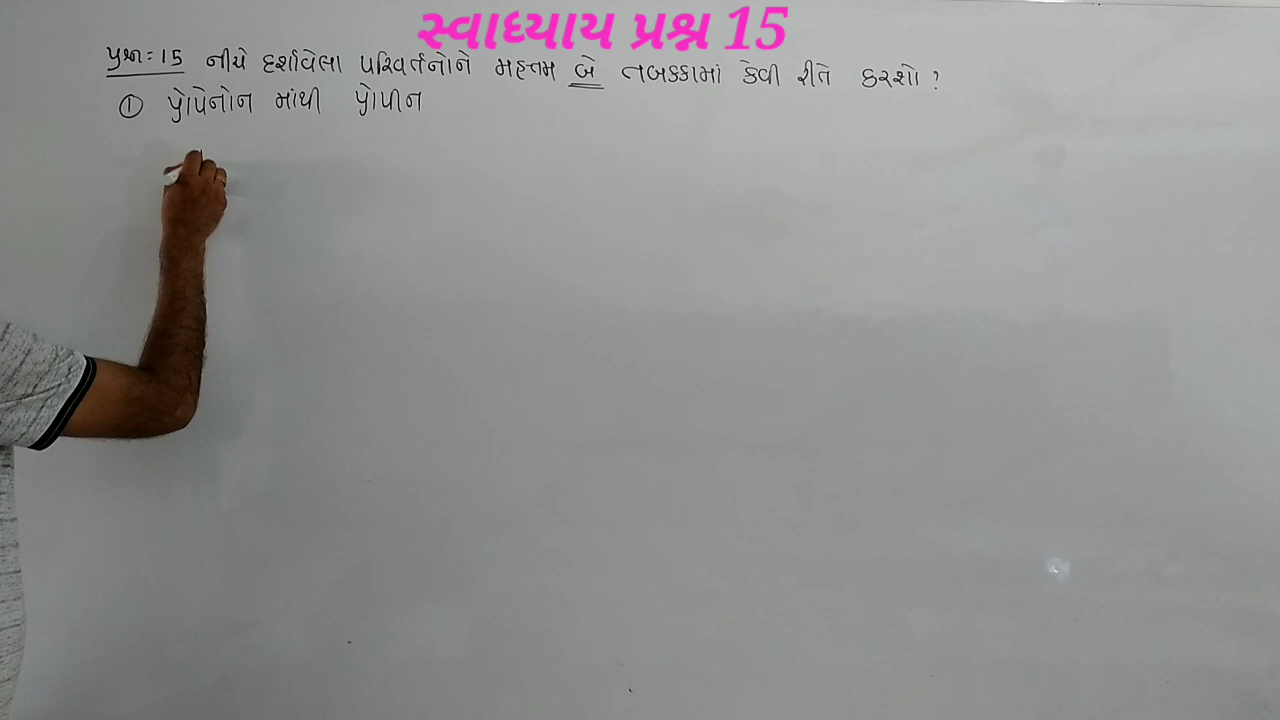 સ્વાધ્યાય પ્રશ્ન 15
પ્રશ્ન:15 નીચે દર્શાવેલા પરિવર્તનોને મહત્તમ બે તબક્કામાં કેવી રીતે કરશો ?
① પ્રોપેનોન માંથી પ્રોપીન